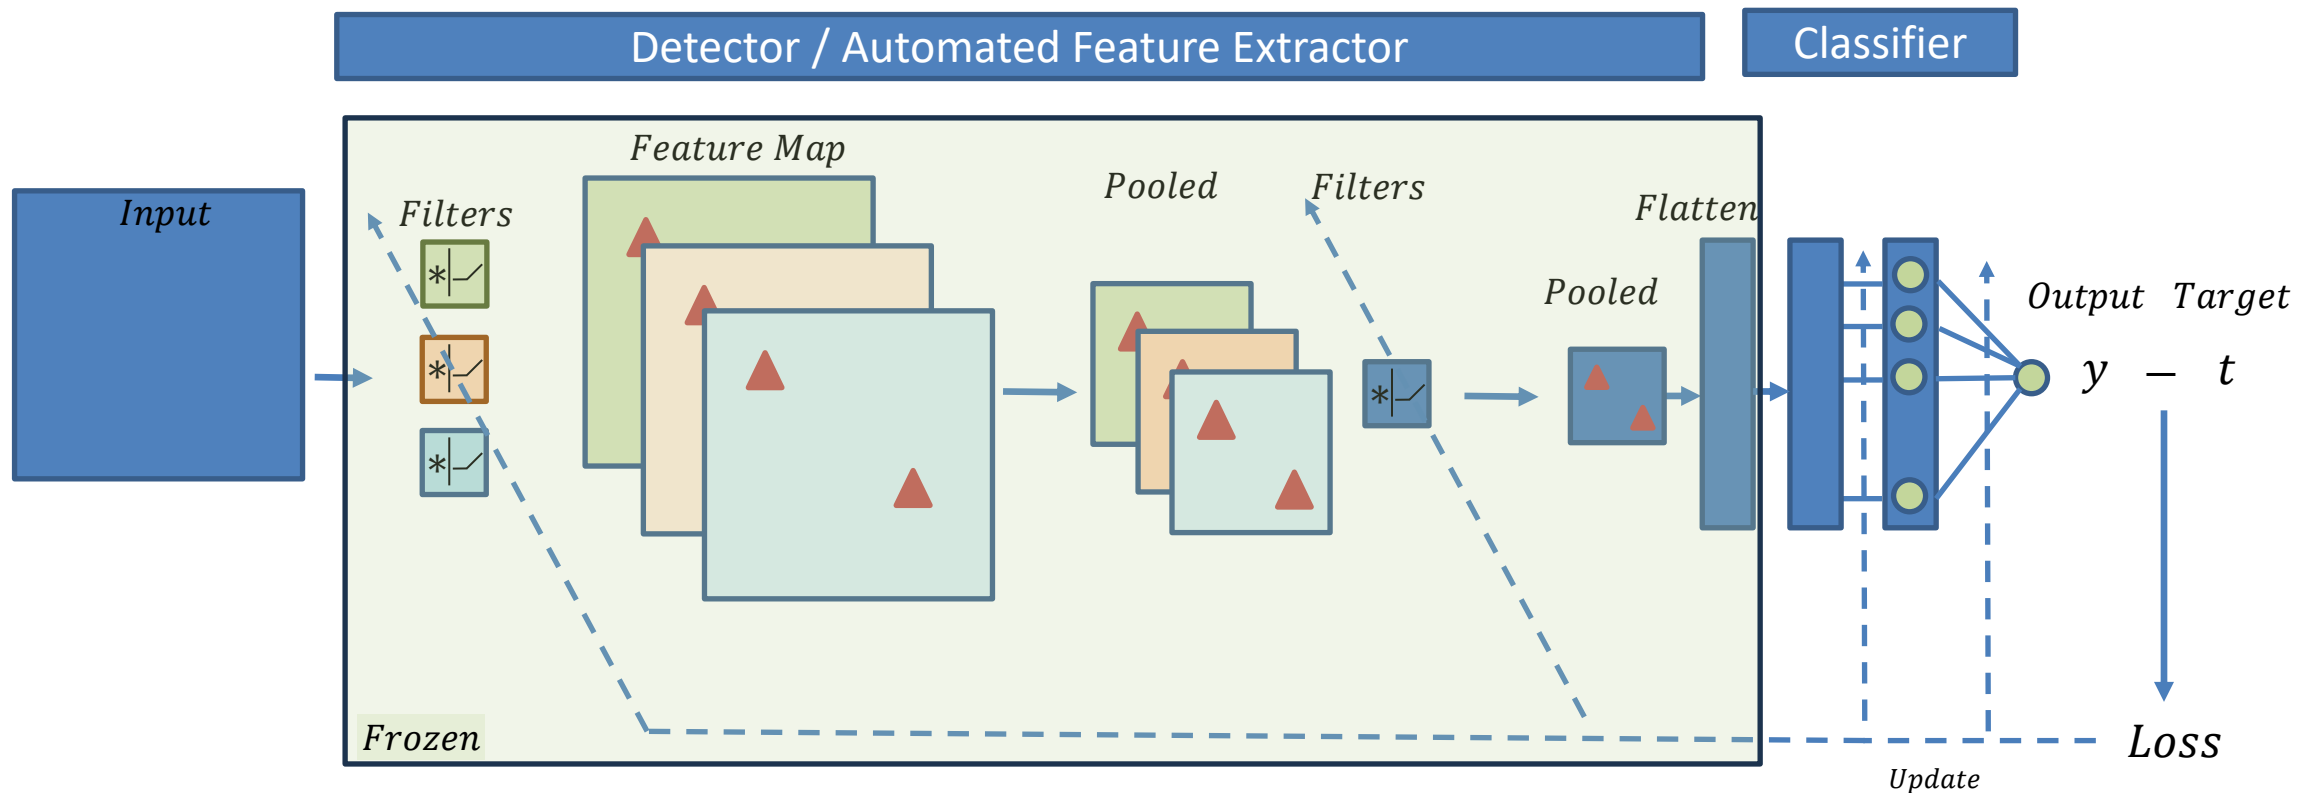 Detector / Automated Feature Extractor
Classifier
Feature Map
Pooled
Filters
Input
Filters
Flatten
*
*
*
*
Pooled
Output Target
y − t
Frozen
Loss
Update